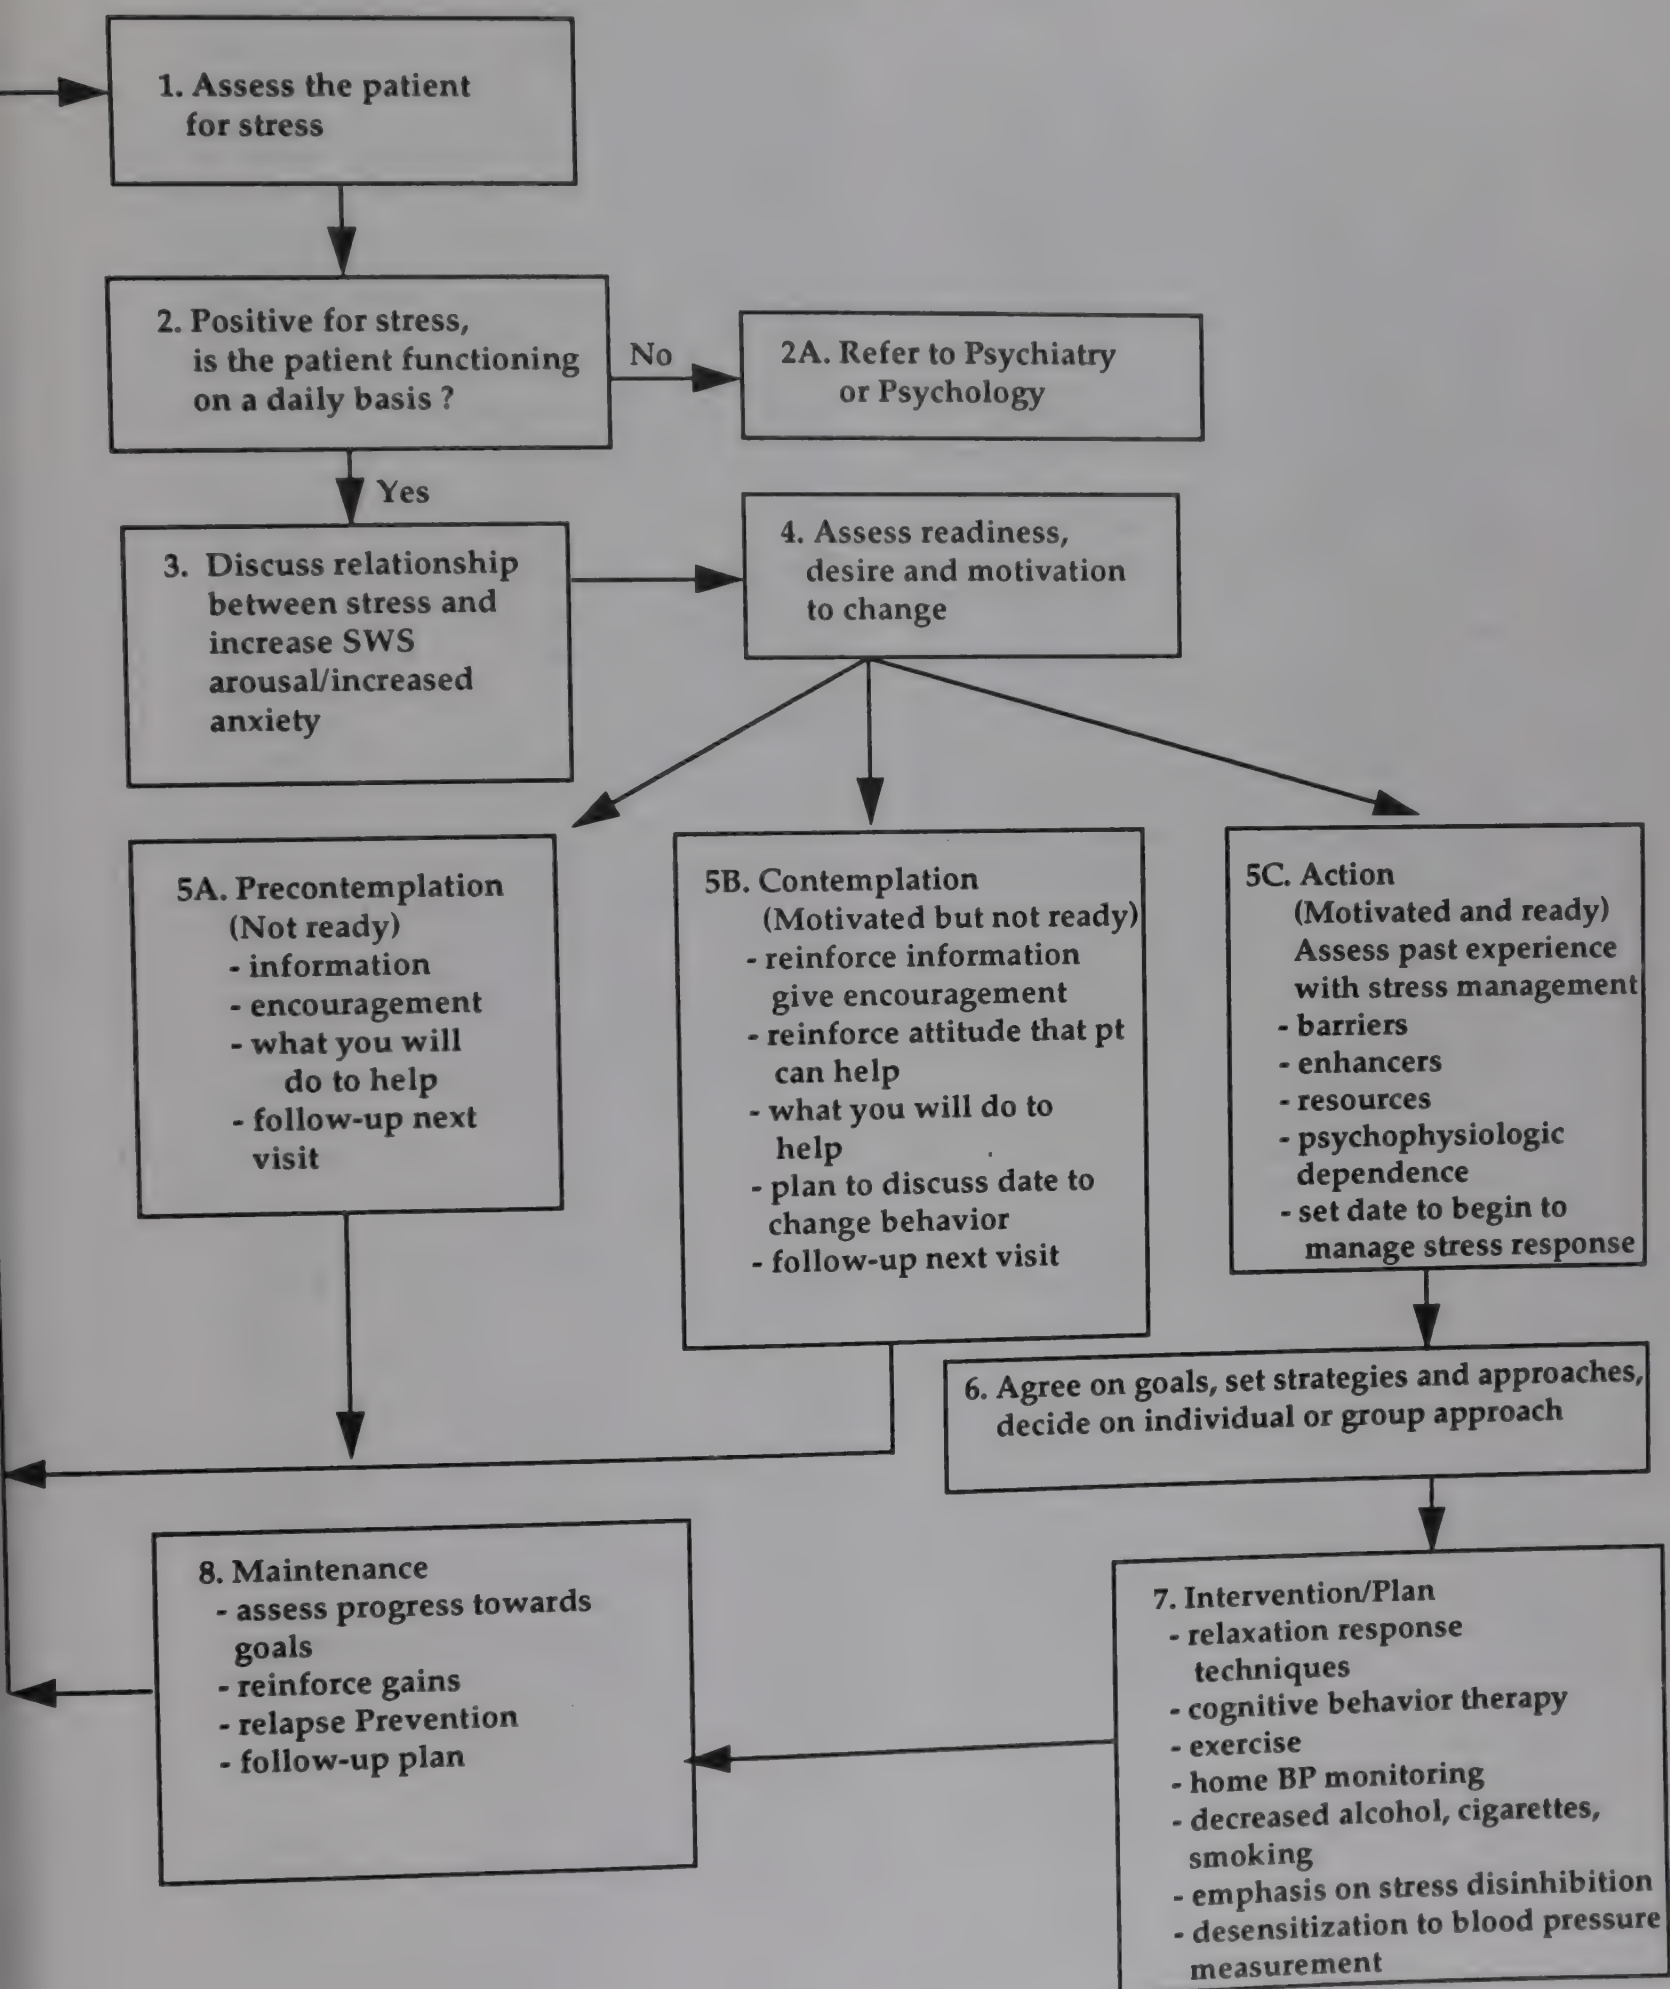 1. Assess the patient
for stress
2. Positive for stress,
is the patient functioning
on a daily basis ?
No
2A. Refer to Psychiatry
or Psychology
Yes
3. Discuss relationship
between stress and
increase SWS
arousal/increased
anxiety
4. Assess readiness,
desire and motivation
to change
5A. Precontemplation
(Not ready)
- information
- encouragement
- what you will
do to help
- follow-up next
visit
5B. Contemplation
(Motivated but not ready)
- reinforce information
give encouragement
- reinforce attitude that pt
can help
- what you will do to
help
- plan to discuss date to
change behavior
- follow-up next visit
5C. Action
(Motivated and ready)
Assess past experience
with stress management
- barriers
- enhancers
- resources
- psychophysiologic
dependence
- set date to begin to
manage stress response
6. Agree on goals, set strategies and approaches,
decide on individual or group approach
8. Maintenance
- assess progress towards
goals
- reinforce gains
- relapse Prevention
- follow-up plan
7. Intervention/Plan
- relaxation response
techniques
- cognitive behavior therapy
- exercise
- home BP monitoring
- decreased alcohol, cigarettes,
smoking
- emphasis on stress disinhibition
- desensitization to blood pressure
measurement